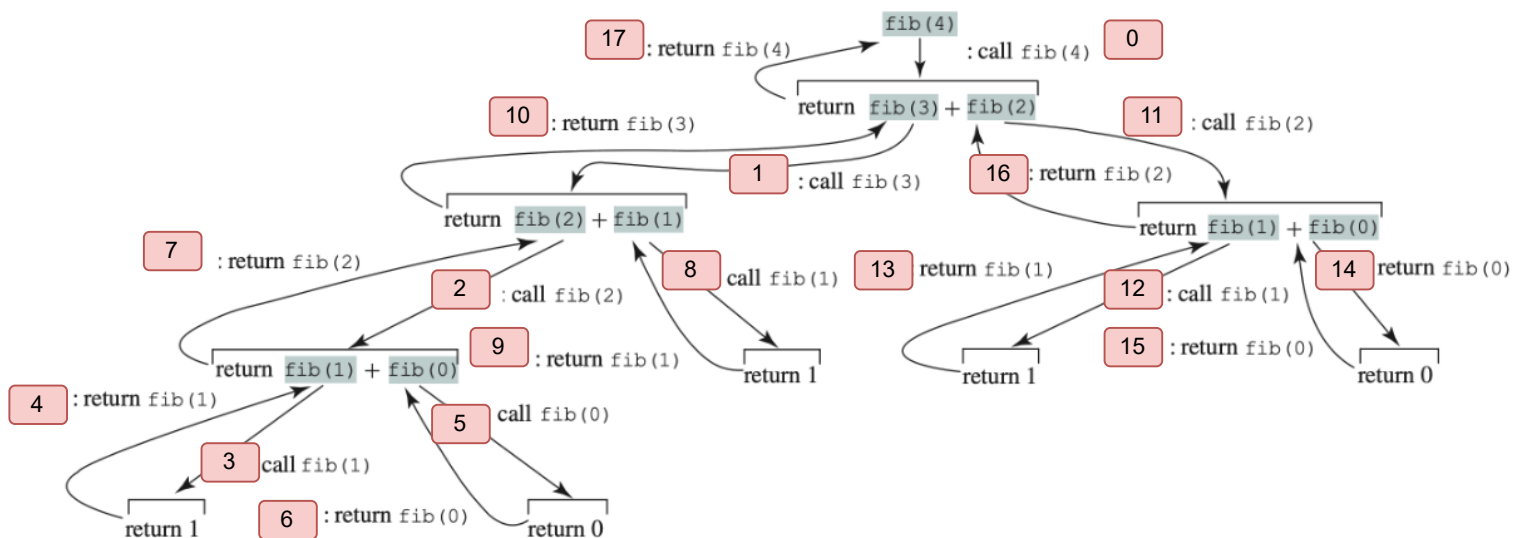 fib(4)
17 : return fib(4)
: call fib(4) 0
return fib(3) + fib(2)
10 : return fib(3)
11 : call fib(2)
1 : call fib(3)
16 : return fib(2)
return fib(2) + fib(1)
return fib(1) + fib(0)
7 : return fib(2)
2 : call fib(2)
8 call fib(1)
13 return fib(1)
12 : call fib(1)
14 return fib(0)
9 : return fib(1)
15 : return fib(0)
return fib(1) + fib(0)
return 1
return 1
return 0
4 : return fib(1)
5 call fib(0)
3 call fib(1)
6 : return fib(0)
return 1
return 0